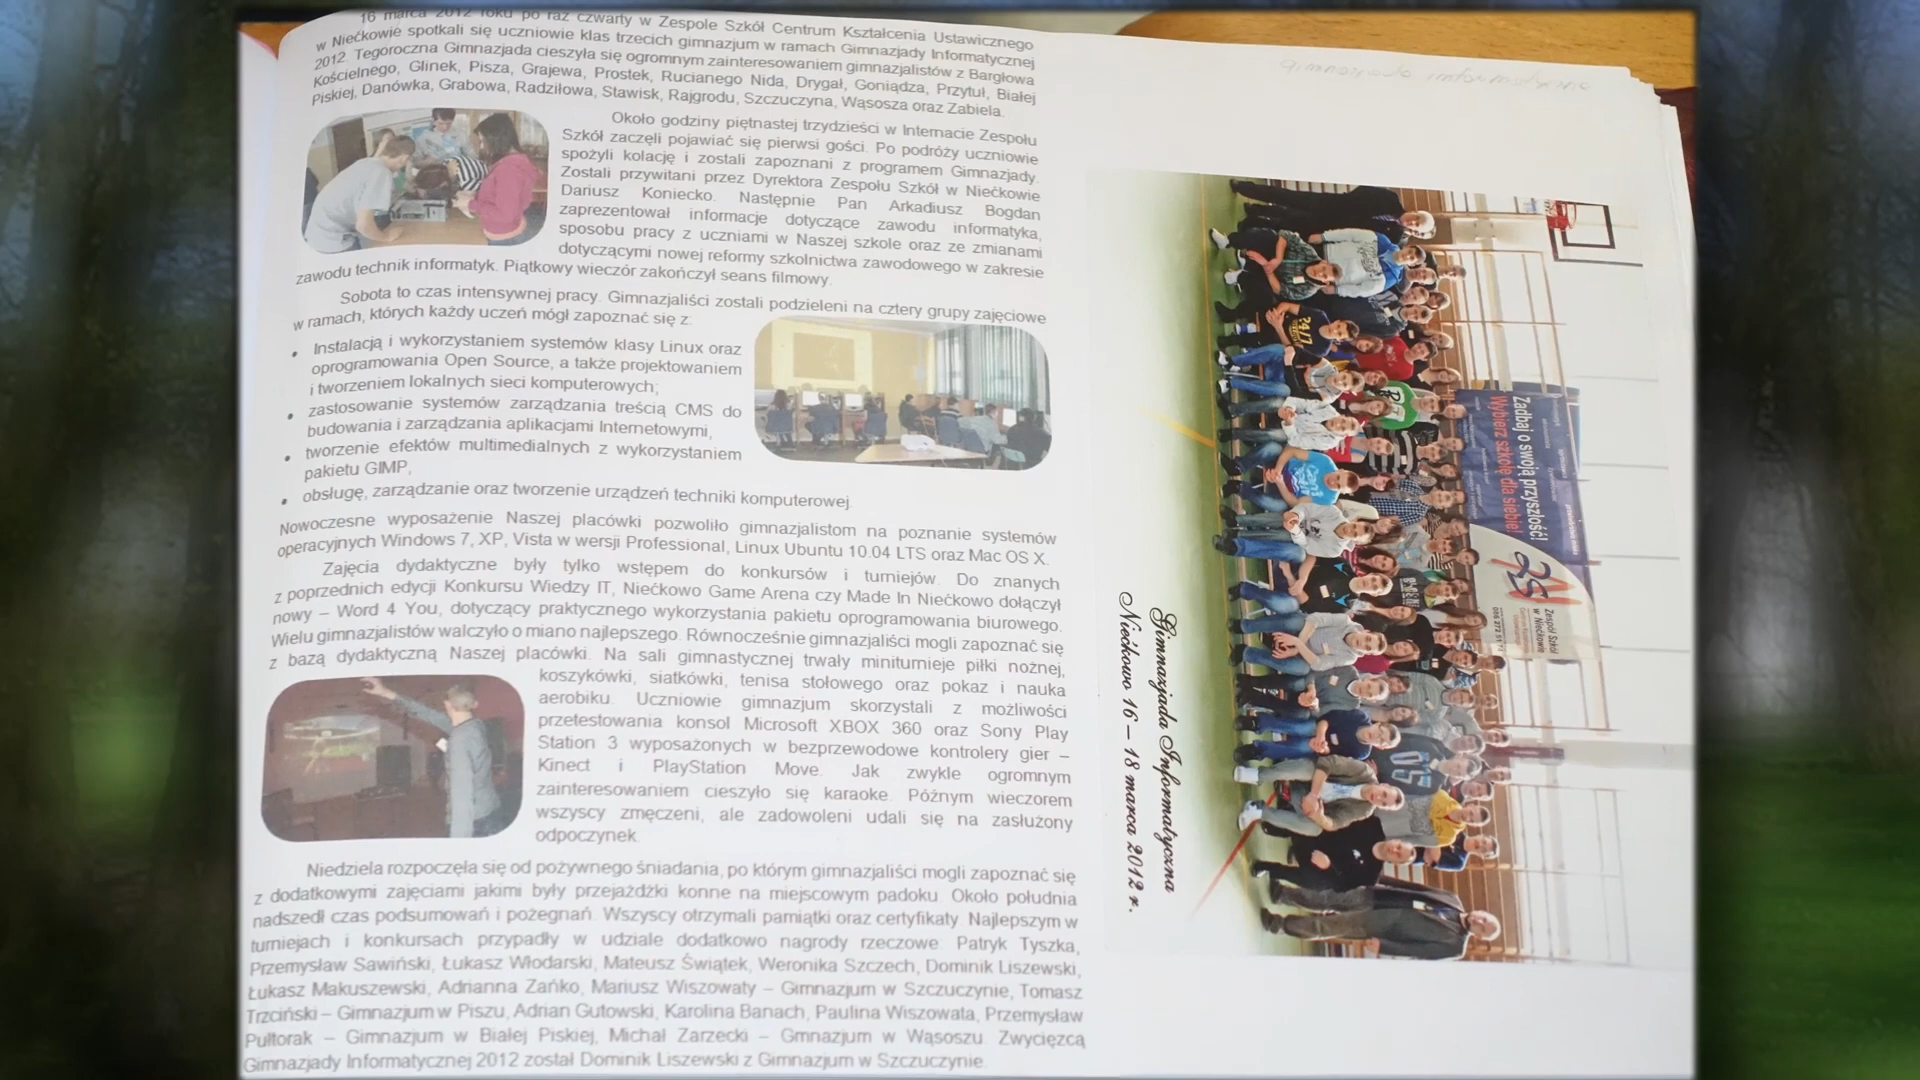 16 marca 2012 roku po raz czwarty w Zespole Szkół Centrum Kształcenia Ustawicznego
w Niećkowie spotkali się uczniowie klas trzecich gimnazjum w ramach Gimnazjady Informatycznej
2012. Tegoroczna Gimnazjada cieszyła się ogromnym zainteresowaniem gimnazjalistów z Bargłowa
Kościelnego, Glinek, Pisza, Grajewa, Prostek, Rucianego Nida, Drygał, Goniądza, Przytuł, Białej
Piskiej, Danówka, Grabowa, Radziłowa, Stawisk, Rajgrodu, Szczuczyna, Wąsosza oraz Zabiela.
Około godziny piętnastej trzydzieści w Internacie Zespołu
Szkół zaczęli pojawiać się pierwsi gości. Po podróży uczniowie
spożyli kolację i zostali zapoznani z programem Gimnazjady.
Zostali przywitani przez Dyrektora Zespołu Szkół w Niećkowie
Dariusz Koniecko. Następnie Pan Arkadiusz Bogdan
zaprezentował informacje dotyczące zawodu informatyka,
sposobu pracy z uczniami w Naszej szkole oraz ze zmianami
dotyczącymi nowej reformy szkolnictwa zawodowego w zakresie
zawodu technik informatyk. Piątkowy wieczór zakończył seans filmowy.
Sobota to czas intensywnej pracy. Gimnazjaliści zostali podzieleni na cztery grupy zajęciowe
w ramach, których każdy uczeń mógł zapoznać się z:
• Instalacją i wykorzystaniem systemów klasy Linux oraz
oprogramowania Open Source, a także projektowaniem
i tworzeniem lokalnych sieci komputerowych;
• zastosowanie systemów zarządzania treścią CMS do
budowania i zarządzania aplikacjami Internetowymi,
• tworzenie efektów multimedialnych z wykorzystaniem
pakietu GIMP,
• obsługę, zarządzanie oraz tworzenie urządzeń techniki komputerowej.
Nowoczesne wyposażenie Naszej placówki pozwoliło gimnazjalistom na poznanie systemów
operacyjnych Windows 7, XP, Vista w wersji Professional, Linux Ubuntu 10.04 LTS oraz Mac OS X.
Zajęcia dydaktyczne były tylko wstępem do konkursów i turniejów. Do znanych
z poprzednich edycji Konkursu Wiedzy IT, Niećkowo Game Arena czy Made In Niećkowo dołączył
nowy – Word 4 You, dotyczący praktycznego wykorzystania pakietu oprogramowania biurowego.
Wielu gimnazjalistów walczyło o miano najlepszego. Równocześnie gimnazjaliści mogli zapoznać się
z bazą dydaktyczną Naszej placówki. Na sali gimnastycznej trwały miniturnieje piłki nożnej,
koszykówki, siatkówki, tenisa stołowego oraz pokaz i nauka
aerobiku. Uczniowie gimnazjum skorzystali z możliwości
przetestowania konsol Microsoft XBOX 360 oraz Sony Play
Station 3 wyposażonych w bezprzewodowe kontrolery gier –
Kinect i PlayStation Move. Jak zwykle ogromnym
zainteresowaniem cieszyło się karaoke. Późnym wieczorem
wszyscy zmęczeni, ale zadowoleni udali się na zasłużony
odpoczynek.
Niedziela rozpoczęła się od pożywnego śniadania, po którym gimnazjaliści mogli zapoznać się
z dodatkowymi zajęciami jakimi były przejażdżki konne na miejscowym padoku. Około południa
nadszedł czas podsumowań i pożegnań. Wszyscy otrzymali pamiątki oraz certyfikaty. Najlepszym w
turniejach i konkursach przypadły w udziale dodatkowo nagrody rzeczowe: Patryk Tyszka,
Przemysław Sawiński, Łukasz Włodarski, Mateusz Świątek, Weronika Szczech, Dominik Liszewski,
Łukasz Makuszewski, Adrianna Zańko, Mariusz Wiszowaty – Gimnazjum w Szczuczynie, Tomasz
Trzciński – Gimnazjum w Piszu, Adrian Gutowski, Karolina Banach, Paulina Wiszowata, Przemysław
Pułtorak – Gimnazjum w Białej Piskiej, Michał Zarzecki – Gmnazjum w Wąsoszu. Zwycięzcą
Gimnazjady Informatycznej 2012 został Dominik Liszewski z Gimnazjum w Szczuczynie.
Zadbaj o swoją przyszłość!
Wybierz szkołę dla siebie!
ZS
Zespół Szkół
w Niećkowie
Gimnazjada Informatyczna
Niećkowo 16 – 18 marca 2012 r.